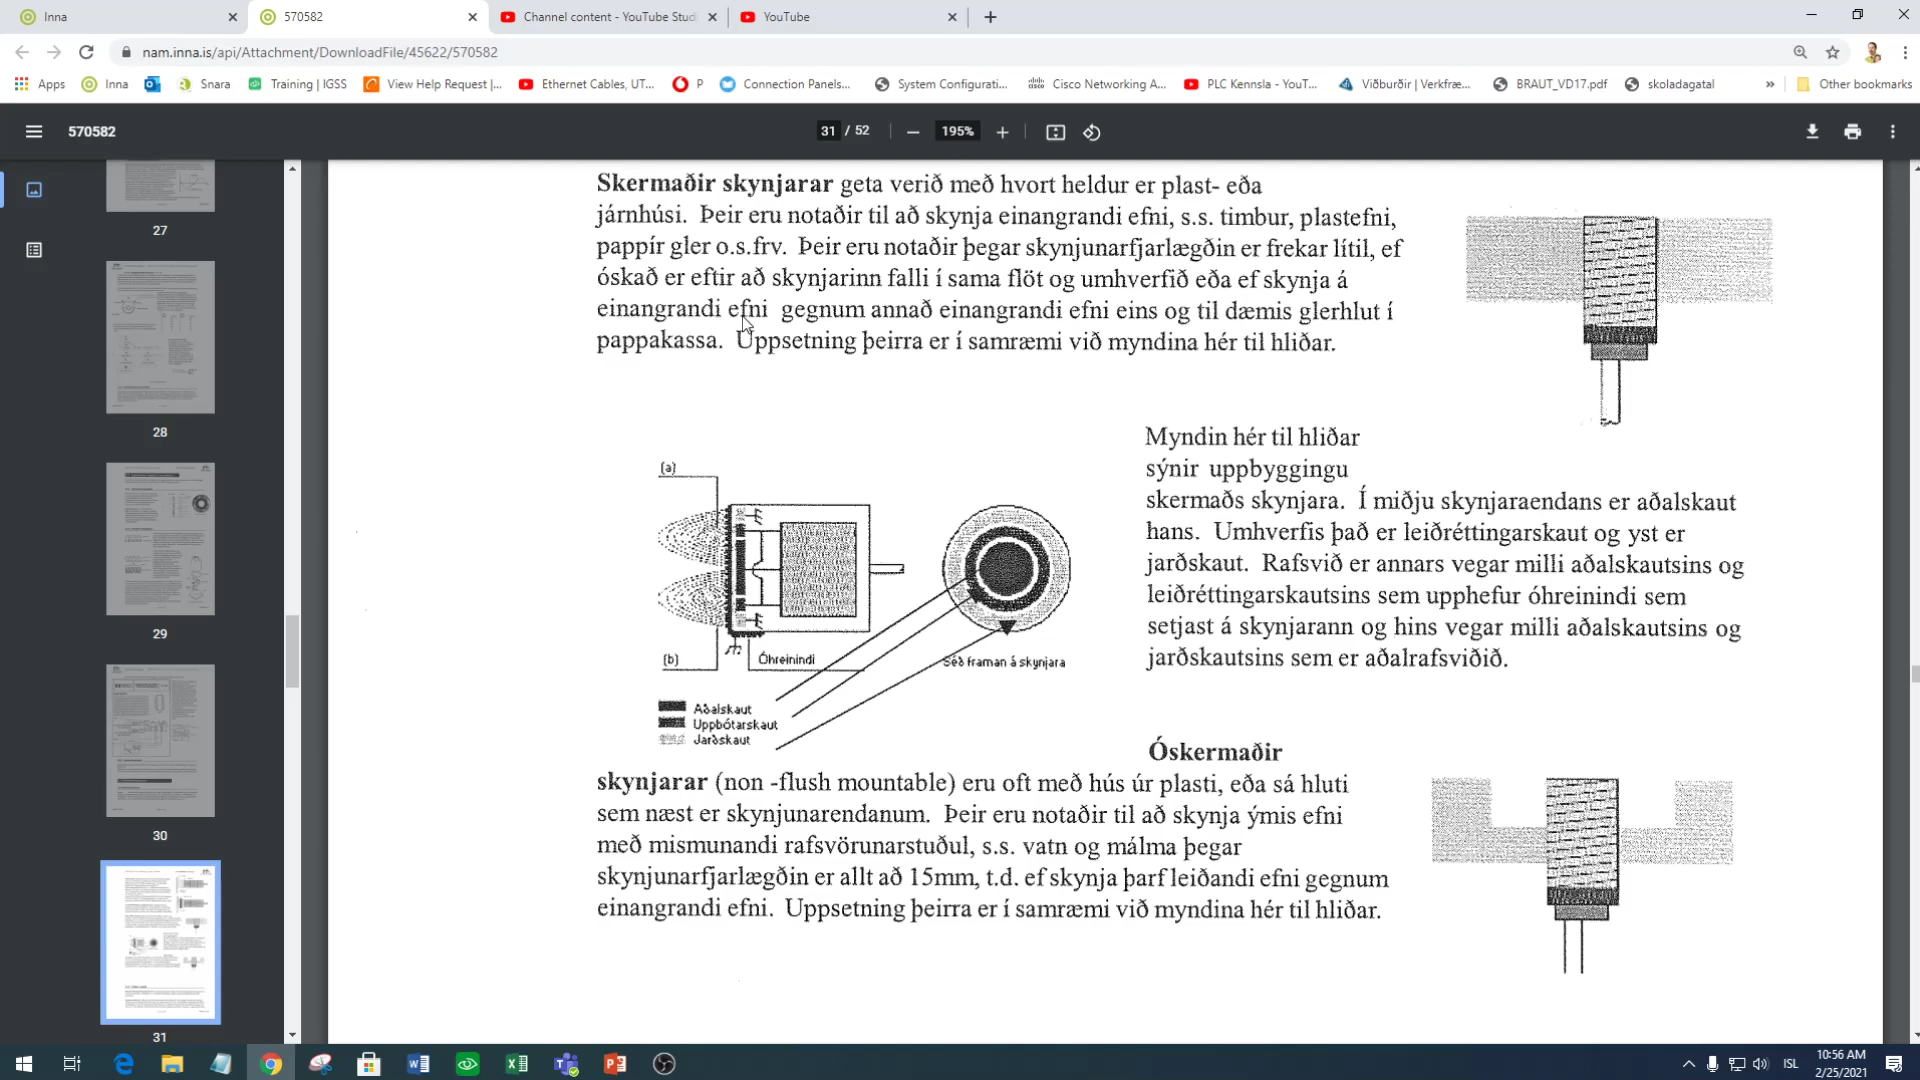 Inna
570582
Channel content - YouTube Stud
YouTube
nam.inna.is/api/Attachment/DownloadFile/45622/570582
Apps
Inna
Snara
Training | IGSS
View Help Request |...
Ethernet Cables, UT...
P
Connection Panels...
System Configurati...
Cisco Networking A...
PLC Kennsla - YouT...
Viðburðir | Verkfræ...
BRAUT_VD17.pdf
skoladagatal
»
Other bookmarks
570582
31 / 52
195%
27
28
29
30
31
Skermaðir skynjarar geta verið með hvort heldur er plast- eða
járnhúsi. Þeir eru notaðir til að skynja einangrandi efni, s.s. timbur, plastefni,
pappír gler o.s.frv. Þeir eru notaðir þegar skynjunarfjarlægðin er frekar lítil, ef
óskað er eftir að skynjarinn falli í sama flöt og umhverfið eða ef skynja á
einangrandi efni gegnum annað einangrandi efni eins og til dæmis glerhlut í
pappakassa. Uppsetning þeirra er í samræmi við myndina hér til hliðar.
(a)
(b)
Óhreinindi
Séð framan á skynjara
Aðalskaut
Uppbótarskaut
Jarðskaut
Myndin hér til hliðar
sýnir uppbyggingu
skermaðs skynjara. Í miðju skynjaraendans er aðalskaut
hans. Umhverfis það er leiðréttingarskaut og yst er
jarðskaut. Rafsvið er annars vegar milli aðalskautsins og
leiðréttingarskautsins sem upphefur óhreinindi sem
setjast á skynjarann og hins vegar milli aðalskautsins og
jarðskautsins sem er aðalrafsviðið.
Óskermaðir
skynjarar (non -flush mountable) eru oft með hús úr plasti, eða sá hluti
sem næst er skynjunarendanum. Þeir eru notaðir til að skynja ýmis efni
með mismunandi rafsvörunarstuðul, s.s. vatn og málma þegar
skynjunarfjarlægðin er allt að 15mm, t.d. ef skynja þarf leiðandi efni gegnum
einangrandi efni. Uppsetning þeirra er í samræmi við myndina hér til hliðar.
ISL
10:56 AM
2/25/2021